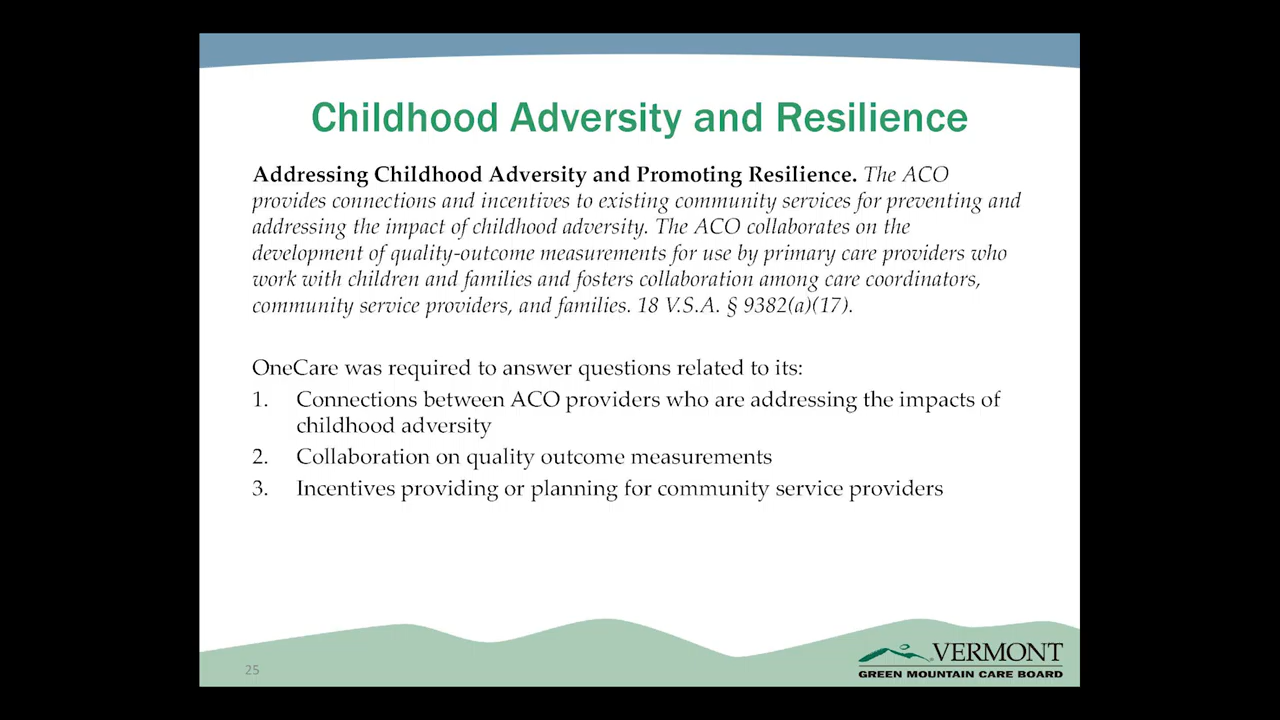 Childhood Adversity and Resilience
Addressing Childhood Adversity and Promoting Resilience. The ACO
provides connections and incentives to existing community services for preventing and
addressing the impact of childhood adversity. The ACO collaborates on the
development of quality-outcome measurements for use by primary care providers who
work with children and families and fosters collaboration among care coordinators,
community service providers, and families. 18 V.S.A. § 9382(a)(17).
OneCare was required to answer questions related to its:
1. Connections between ACO providers who are addressing the impacts of
childhood adversity
2. Collaboration on quality outcome measurements
3. Incentives providing or planning for community service providers
25
VERMONT
GREEN MOUNTAIN CARE BOARD